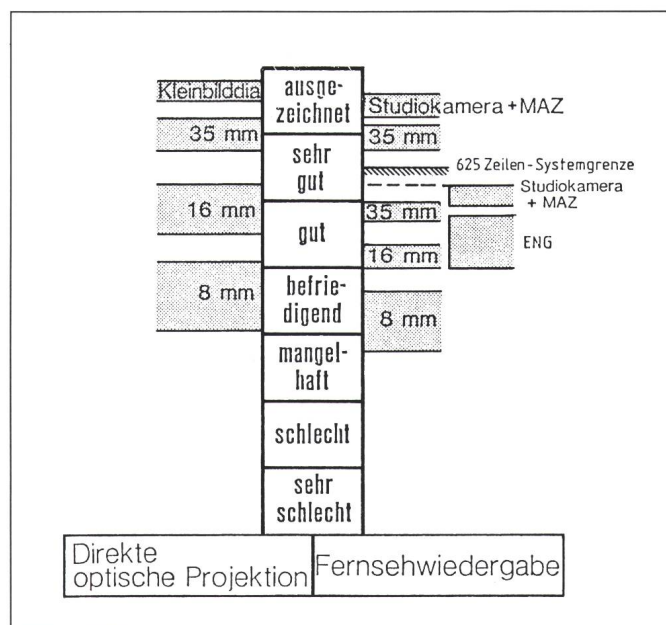 Kleinbilddia
35 mm
16 mm
8 mm
ausge-
zeichnet
sehr
gut
gut
befrie-
digend
mangel-
haft
schlecht
sehr
schlecht
Studiokamera + MAZ
35 mm
625 Zeilen-Systemgrenze
Studiokamera
+ MAZ
35 mm
ENG
16 mm
8 mm
Direkte
optische Projektion
Fernsehwiedergabe